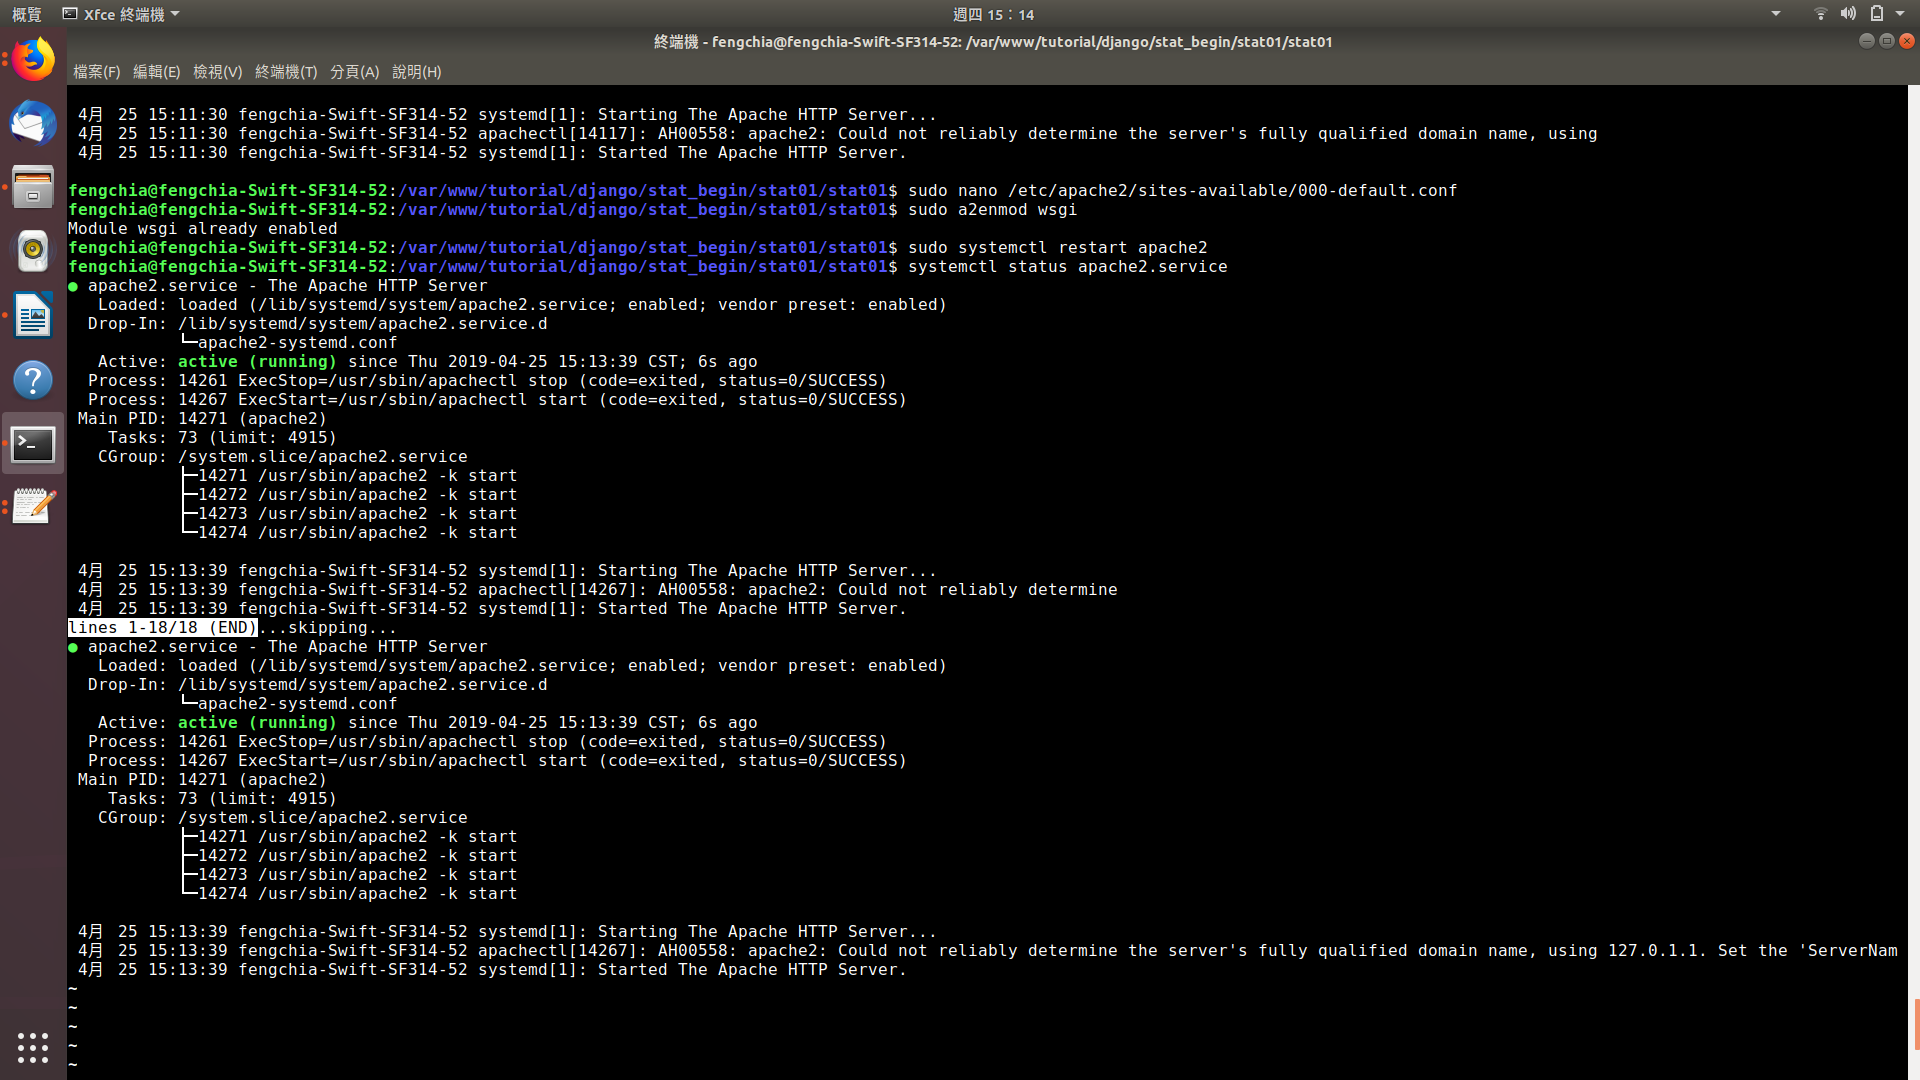 概覽 Xfce 終端機 週四 15：14
終端機 - fengchia@fengchia-Swift-SF314-52: /var/www/tutorial/django/stat_begin/stat01/stat01
檔案(F) 編輯(E) 檢視(V) 終端機(T) 分頁(A) 說明(H)
4月 25 15:11:30 fengchia-Swift-SF314-52 systemd[1]: Starting The Apache HTTP Server...
4月 25 15:11:30 fengchia-Swift-SF314-52 apachectl[14117]: AH00558: apache2: Could not reliably determine the server's fully qualified domain name, using
4月 25 15:11:30 fengchia-Swift-SF314-52 systemd[1]: Started The Apache HTTP Server.
fengchia@fengchia-Swift-SF314-52:/var/www/tutorial/django/stat_begin/stat01/stat01$ sudo nano /etc/apache2/sites-available/000-default.conf
fengchia@fengchia-Swift-SF314-52:/var/www/tutorial/django/stat_begin/stat01/stat01$ sudo a2enmod wsgi
Module wsgi already enabled
fengchia@fengchia-Swift-SF314-52:/var/www/tutorial/django/stat_begin/stat01/stat01$ sudo systemctl restart apache2
fengchia@fengchia-Swift-SF314-52:/var/www/tutorial/django/stat_begin/stat01/stat01$ systemctl status apache2.service
● apache2.service - The Apache HTTP Server
Loaded: loaded (/lib/systemd/system/apache2.service; enabled; vendor preset: enabled)
Drop-In: /lib/systemd/system/apache2.service.d
└─apache2-systemd.conf
Active: active (running) since Thu 2019-04-25 15:13:39 CST; 6s ago
Process: 14261 ExecStop=/usr/sbin/apachectl stop (code=exited, status=0/SUCCESS)
Process: 14267 ExecStart=/usr/sbin/apachectl start (code=exited, status=0/SUCCESS)
Main PID: 14271 (apache2)
Tasks: 73 (limit: 4915)
CGroup: /system.slice/apache2.service
├─14271 /usr/sbin/apache2 -k start
├─14272 /usr/sbin/apache2 -k start
├─14273 /usr/sbin/apache2 -k start
└─14274 /usr/sbin/apache2 -k start
4月 25 15:13:39 fengchia-Swift-SF314-52 systemd[1]: Starting The Apache HTTP Server...
4月 25 15:13:39 fengchia-Swift-SF314-52 apachectl[14267]: AH00558: apache2: Could not reliably determine
4月 25 15:13:39 fengchia-Swift-SF314-52 systemd[1]: Started The Apache HTTP Server.
lines 1-18/18 (END)...skipping...
● apache2.service - The Apache HTTP Server
Loaded: loaded (/lib/systemd/system/apache2.service; enabled; vendor preset: enabled)
Drop-In: /lib/systemd/system/apache2.service.d
└─apache2-systemd.conf
Active: active (running) since Thu 2019-04-25 15:13:39 CST; 6s ago
Process: 14261 ExecStop=/usr/sbin/apachectl stop (code=exited, status=0/SUCCESS)
Process: 14267 ExecStart=/usr/sbin/apachectl start (code=exited, status=0/SUCCESS)
Main PID: 14271 (apache2)
Tasks: 73 (limit: 4915)
CGroup: /system.slice/apache2.service
├─14271 /usr/sbin/apache2 -k start
├─14272 /usr/sbin/apache2 -k start
├─14273 /usr/sbin/apache2 -k start
└─14274 /usr/sbin/apache2 -k start
4月 25 15:13:39 fengchia-Swift-SF314-52 systemd[1]: Starting The Apache HTTP Server...
4月 25 15:13:39 fengchia-Swift-SF314-52 apachectl[14267]: AH00558: apache2: Could not reliably determine the server's fully qualified domain name, using 127.0.1.1. Set the 'ServerNam
4月 25 15:13:39 fengchia-Swift-SF314-52 systemd[1]: Started The Apache HTTP Server.
~
~
~
~
~